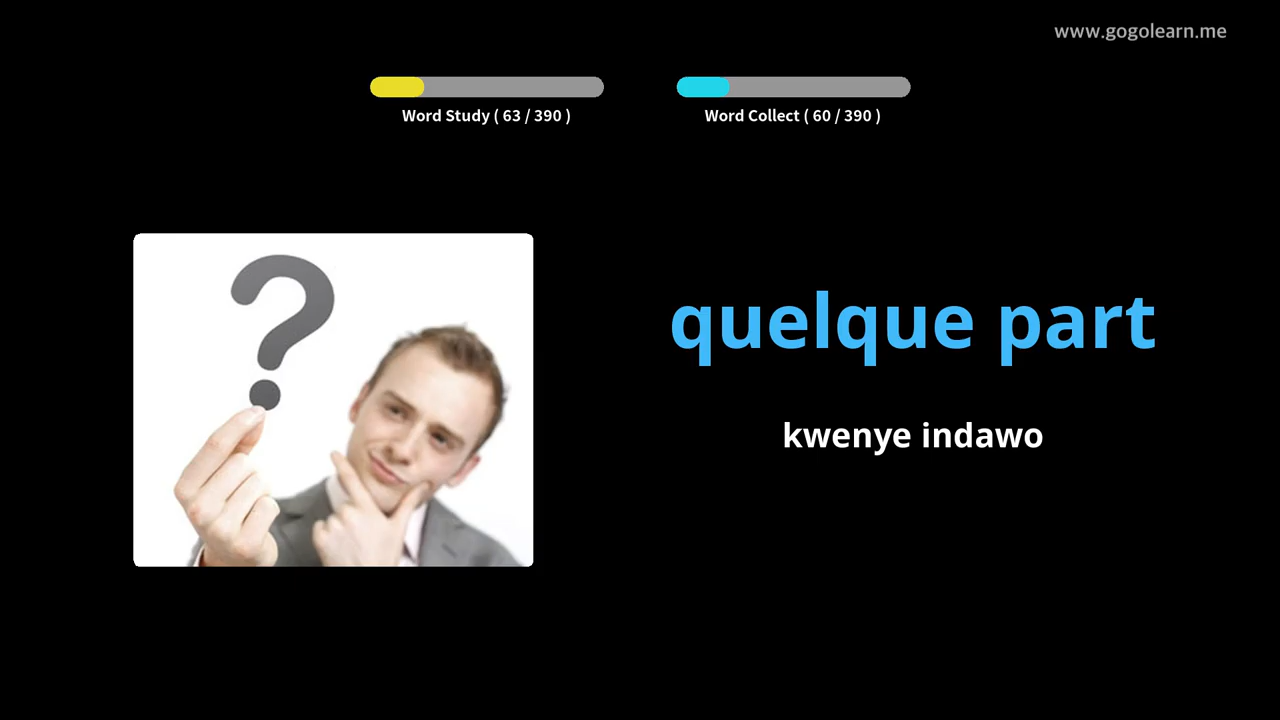 www.gogolearn.me
Word Study ( 63 / 390 )
Word Collect ( 60 / 390 )
?
quelque part
kwenye indawo